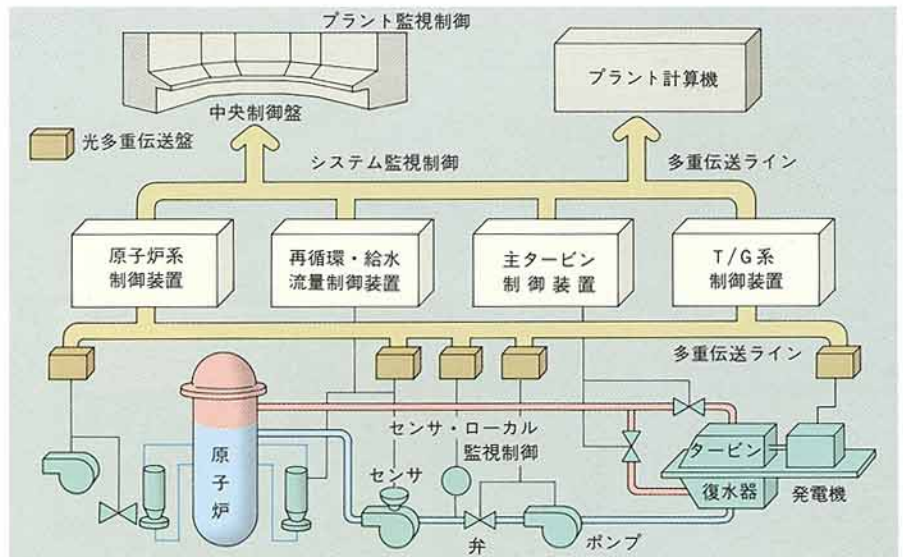 プラント監視制御
プラント計算機
中央制御盤
光多重伝送盤
システム監視制御
多重伝送ライン
原子炉系
制御装置
再循環・給水
流量制御装置
主タービン
制御装置
T/G系
制御装置
多重伝送ライン
センサ・ローカル
監視制御
原子炉
センサ
タービン
復水器
発電機
弁
ポンプ